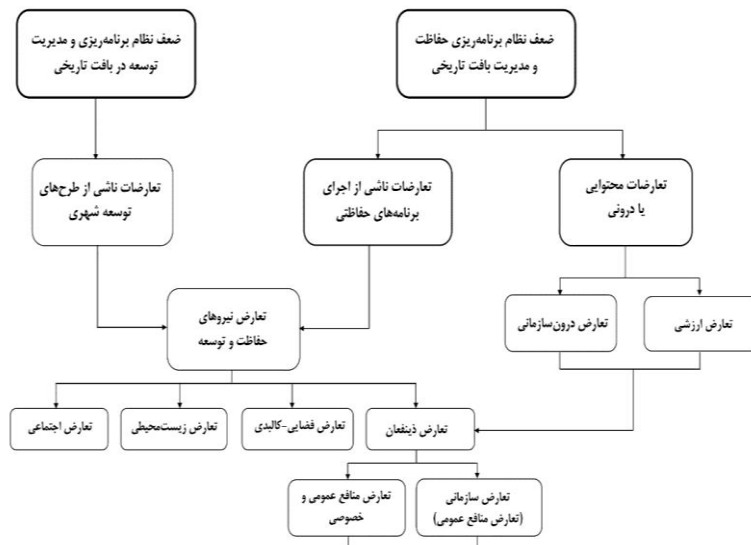 ضعف نظام برنامه‌ریزی حفاظت
و مدیریت بافت تاریخی
ضعف نظام برنامه‌ریزی و مدیریت
توسعه در بافت تاریخی
تعارضات محتوایی
یا درونی
تعارضات ناشی از اجرای
برنامه‌های حفاظتی
تعارضات ناشی از طرح‌های
توسعه شهری
تعارض ارزشی
تعارض درون‌سازمانی
تعارض نیروهای
حفاظت و توسعه
تعارض ذینفعان
تعارض فضایی-کالبدی
تعارض زیست‌محیطی
تعارض اجتماعی
تعارض سازمانی
(تعارض منافع عمومی)
تعارض منافع عمومی و
خصوصی